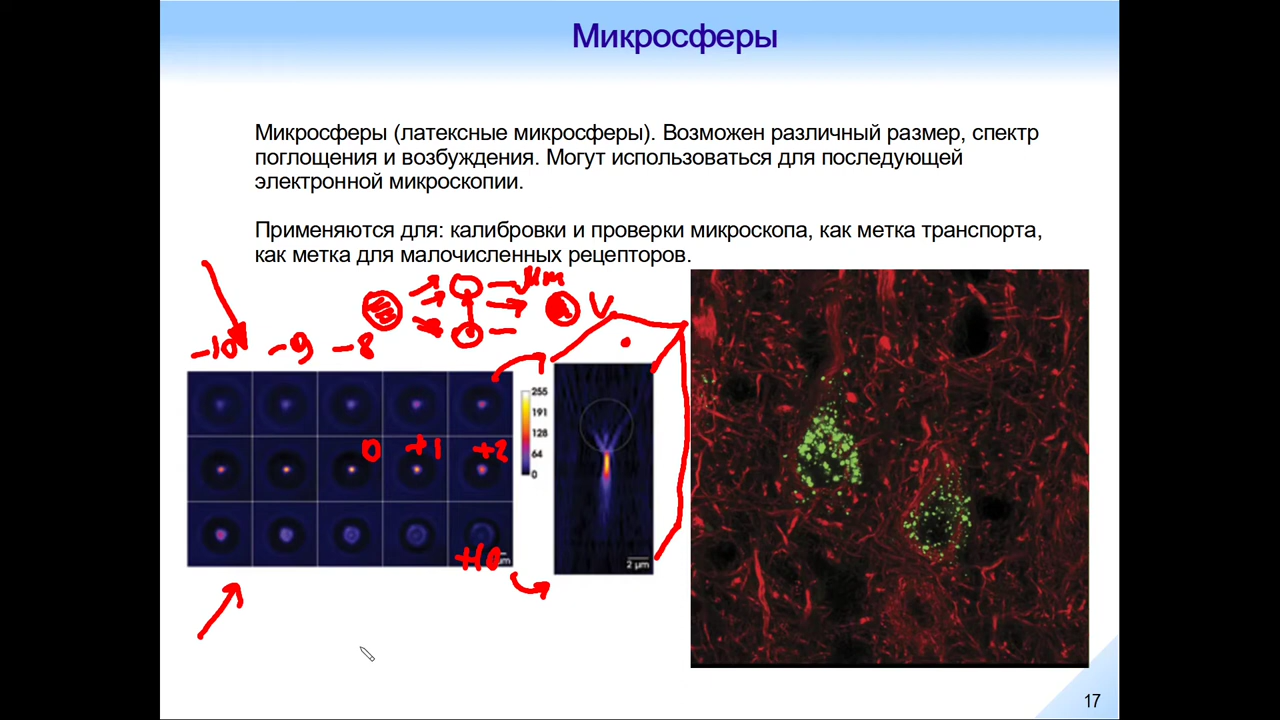 Микросферы
Микросферы (латексные микросферы). Возможен различный размер, спектр
поглощения и возбуждения. Могут использоваться для последующей
электронной микроскопии.
Применяются для: калибровки и проверки микроскопа, как метка транспорта,
как метка для малочисленных рецепторов.
-10 -9 -8
0 +1 +2
+10
255
191
128
64
0
2 µm
17